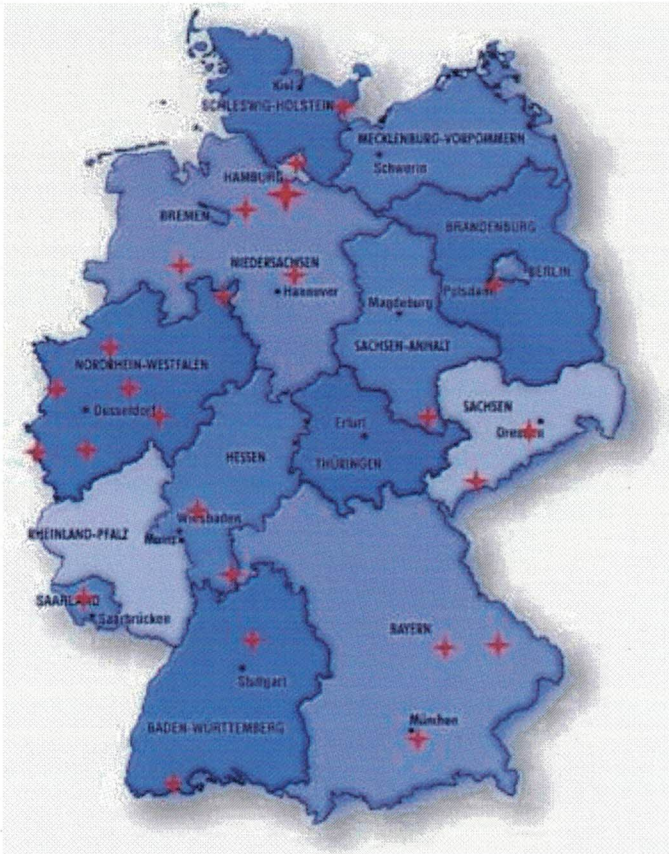 Kiel
SCHLESWIG-HOLSTEIN
MECKLENBURG-VORPOMMERN
Schwerin
HAMBURG
BREMEN
BRANDENBURG
NIEDERSACHSEN
BERLIN
Potsdam
Hannover
Magdeburg
SACHSEN-ANHALT
NORDRHEIN-WESTFALEN
SACHSEN
Düsseldorf
Erfurt
Dresden
HESSEN
THÜRINGEN
Wiesbaden
RHEINLAND-PFALZ
Mainz
SAARLAND
Saarbrücken
BAYERN
Stuttgart
München
BADEN-WÜRTTEMBERG